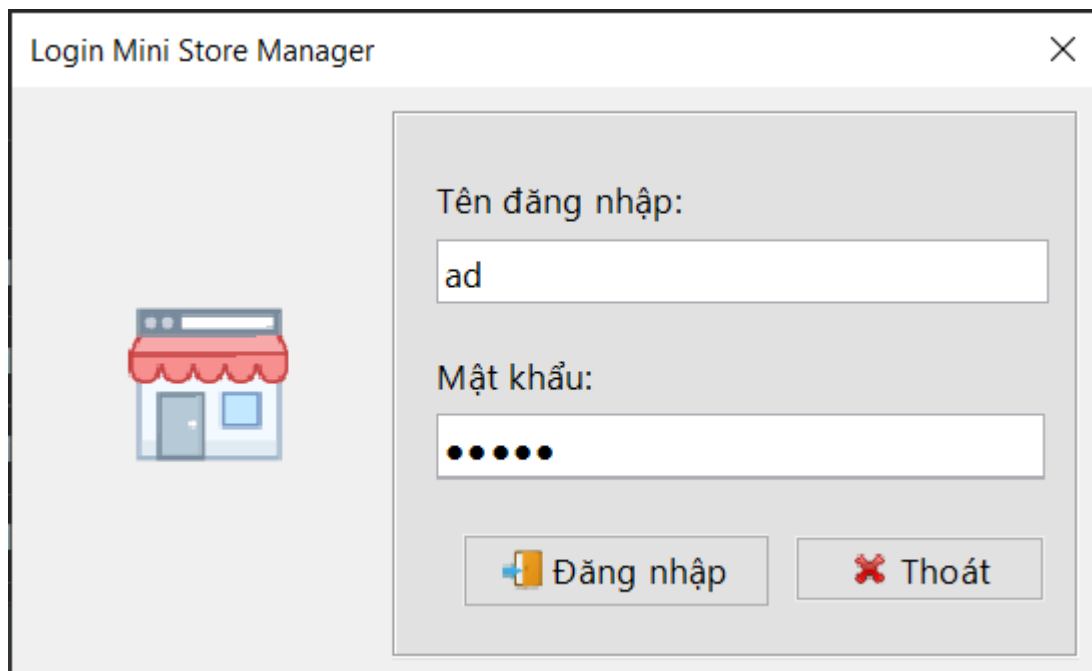 Login Mini Store Manager
Tên đăng nhập:
ad
Mật khẩu:
●●●●●
Đăng nhập
Thoát